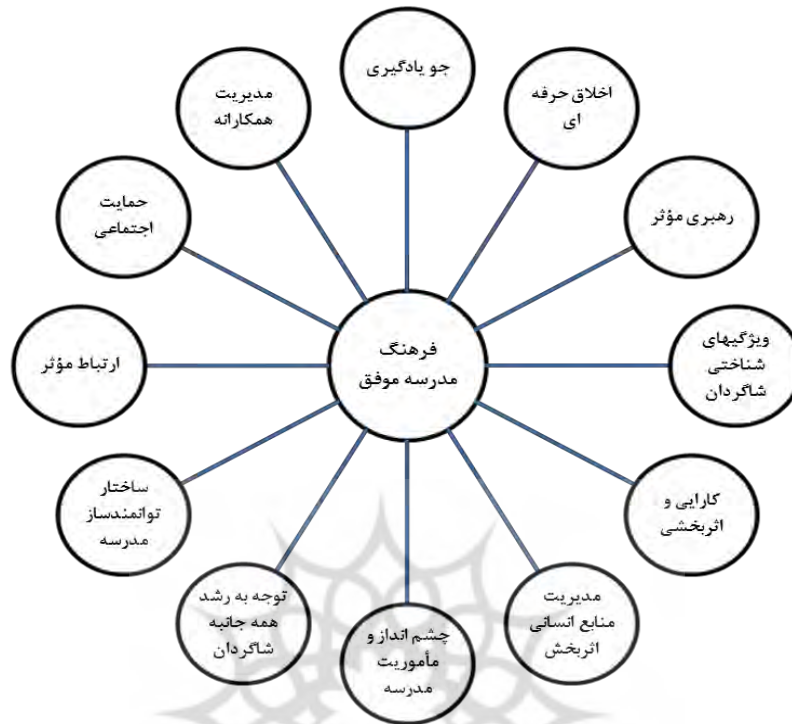 جو یادگیری
اخلاق حرفه
ای
رهبری مؤثر
ویژگیهای
شناختی
شاگردان
کارایی و
اثربخشی
مدیریت
منابع انسانی
اثربخش
چشم انداز و
مأموریت
مدرسه
توجه به رشد
همه جانبه
شاگردان
ساختار
توانمندساز
مدرسه
ارتباط مؤثر
حمایت
اجتماعی
مدیریت
همکارانه
فرهنگ
مدرسه موفق